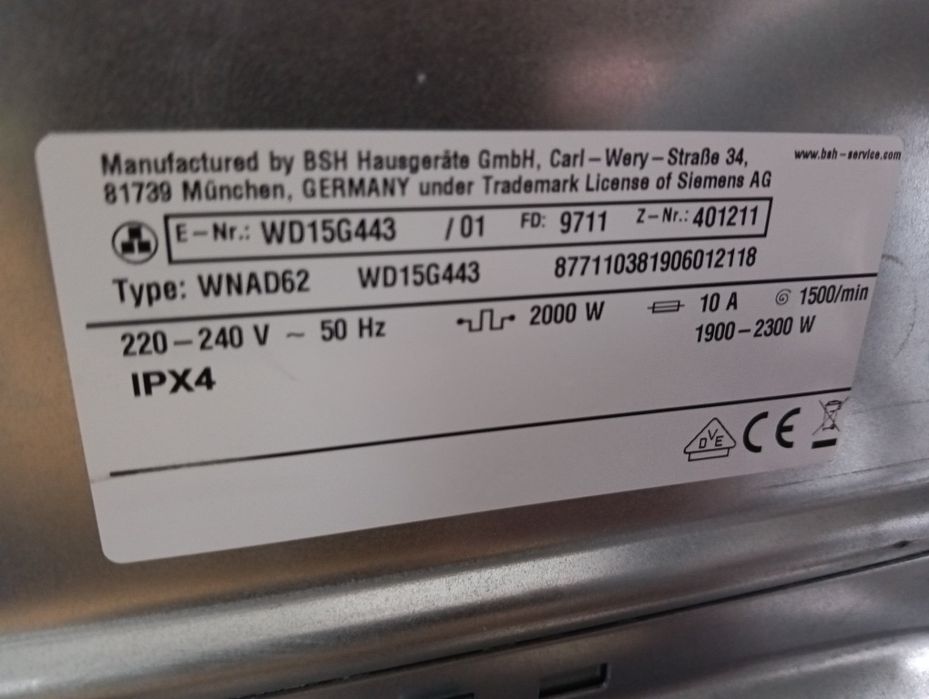 Manufactured by BSH Hausgeräte GmbH, Carl-Wery-Straße 34,
www.bsh-service.com
81739 München, GERMANY under Trademark License of Siemens AG
E-Nr.: WD15G443 /01 FD: 9711 Z-Nr.: 401211
Type: WNAD62 WD15G443 877110381906012118
220-240 V ~ 50 Hz 2000 W 10 A 1500/min
1900-2300 W
IPX4
DVE CE